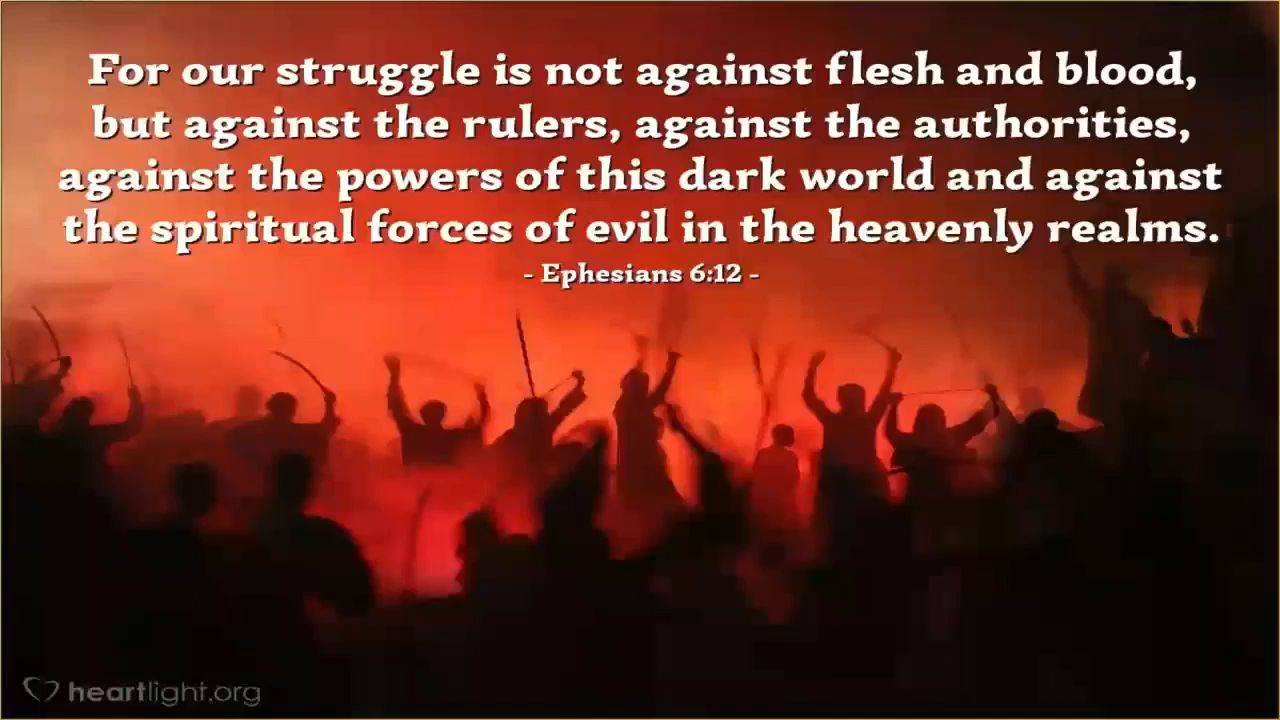 For our struggle is not against flesh and blood,
but against the rulers, against the authorities,
against the powers of this dark world and against
the spiritual forces of evil in the heavenly realms.
- Ephesians 6:12 -
heartlight.org